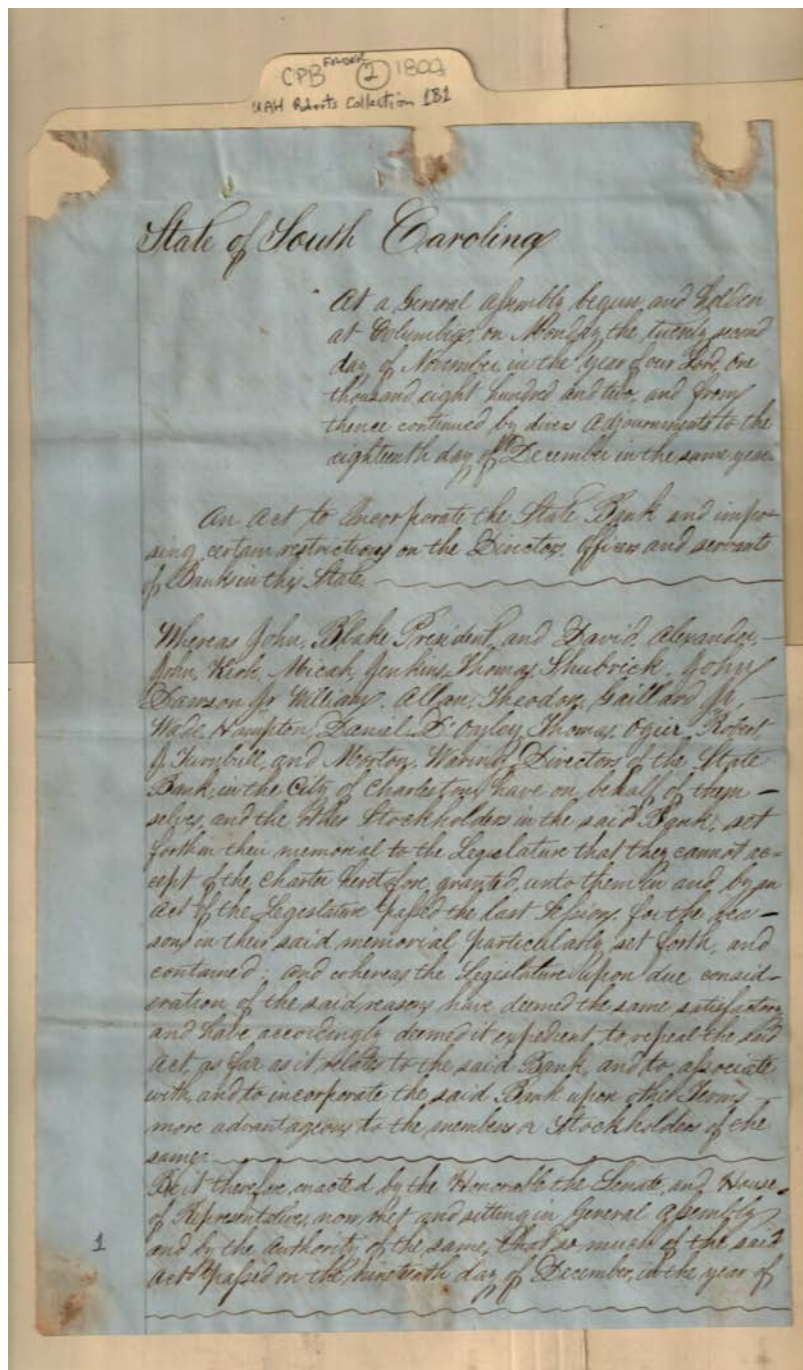 CPB FOLDER 2 1802
UAH Roberts Collection 1B1
State of South Carolina
At a General Assembly begun and holden
at Columbia, on Monday the twenty second
day of November, in the year of our Lord, one
thousand eight hundred and two, and from
thence continued by divers Adjournments to the
eighteenth day of December in the same year.
An Act to Incorporate the State Bank and impo-
sing certain restrictions on the Directors, Officers and servants
of Banks in this State.
Whereas John, Blake President, and David, Alexander,
John, Micah, Jenkins, Thomas, Shubrick, John
Dawson Jr William, Allan, Theodore, Gaillard Jr,
Wade, Hampton, Daniel, D'Oyley, Thomas, Ogier, Robert
J, Turnbull, and Morton, Waring, Directors of the State
Bank, in the City of Charleston, have on behalf of them-
selves, and the other Stockholders in the said Bank, set
forth in their memorial to the Legislature that they cannot ac-
cept of the Charter heretofore, granted, unto them in and by an
Act of the Legislature passed the last Session, for the rea-
sons in their said, memorial particularly set forth, and
contained; and whereas the Legislature upon due consid-
eration of the said, reasons, have deemed the same satisfactory
and have accordingly deemed it expedient, to repeal the said
Act, as far as it relates to the said Bank, and to, associate
with, and to incorporate the said Bank upon other Terms
more advantageous to the members or Stockholders of the
same.
Be it therefore, enacted by the Honorable the Senate, and House,
of Representatives, now, met and sitting in General Assembly,
and by the Authority of the same, that so much of the said
1
Act passed on the, nineteenth day, of December, in the year of